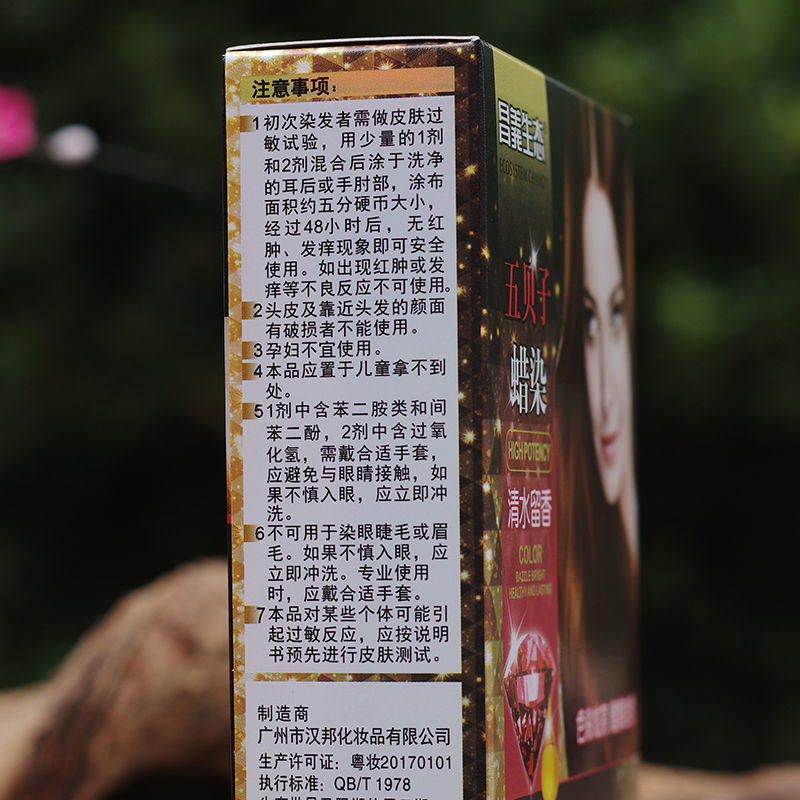 注意事项：
1初次染发者需做皮肤过
敏试验，用少量的1剂
和2剂混合后涂于洗净
的耳后或手肘部，涂布
面积约五分硬币大小，
经过48小时后，无红
肿、发痒现象即可安全
使用。如出现红肿或发
痒等不良反应不可使用。
2头皮及靠近头发的颜面
有破损者不能使用。
3孕妇不宜使用。
4本品应置于儿童拿不到
处。
51剂中含苯二胺类和间
苯二酚，2剂中含过氧
化氢，需戴合适手套，
应避免与眼睛接触，如
果不慎入眼，应立即冲
洗。
6不可用于染眼睫毛或眉
毛。如果不慎入眼，应
立即冲洗。专业使用
时，应戴合适手套。
7本品对某些个体可能引
起过敏反应，应按说明
书预先进行皮肤测试。
制造商
广州市汉邦化妆品有限公司
生产许可证：粤妆20170101
执行标准：QB/T 1978
生态
五贝子
蜡染
HIGH POTENCY
清水留香
COLOR
DAZZLE BRIGHT
HEALTHY AND LASTING